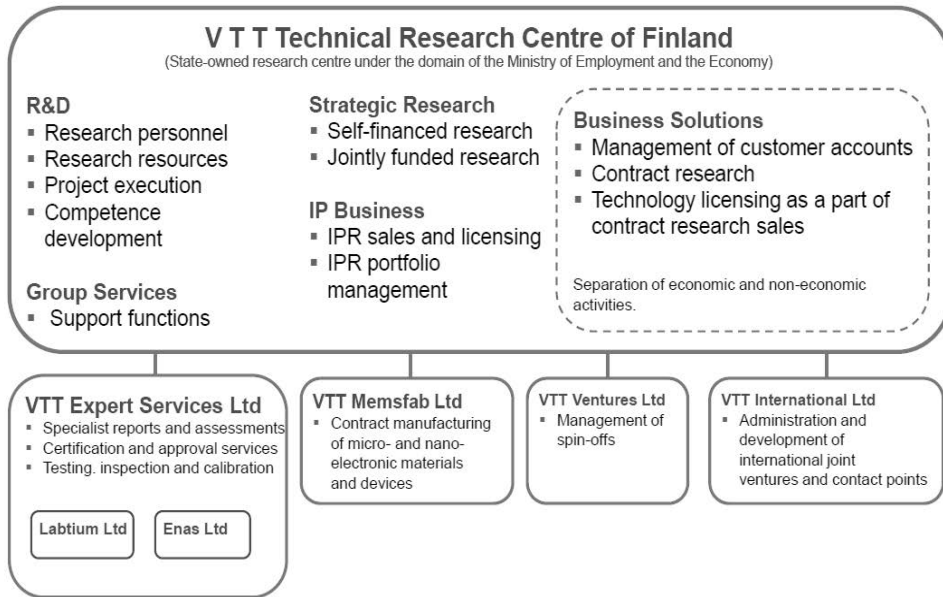 V T T Technical Research Centre of Finland
(State-owned research centre under the domain of the Ministry of Employment and the Economy)
R&D
▪ Research personnel
▪ Research resources
▪ Project execution
▪ Competence
development
Group Services
▪ Support functions
Strategic Research
▪ Self-financed research
▪ Jointly funded research
IP Business
▪ IPR sales and licensing
▪ IPR portfolio
management
Business Solutions
▪ Management of customer accounts
▪ Contract research
▪ Technology licensing as a part of
contract research sales
Separation of economic and non-economic
activities.
VTT Expert Services Ltd
▪ Specialist reports and assessments
▪ Certification and approval services
▪ Testing. inspection and calibration
Labtium Ltd
Enas Ltd
VTT Memsfab Ltd
▪ Contract manufacturing
of micro- and nano-
electronic materials
and devices
VTT Ventures Ltd
▪ Management of
spin-offs
VTT International Ltd
▪ Administration and
development of
international joint
ventures and contact points